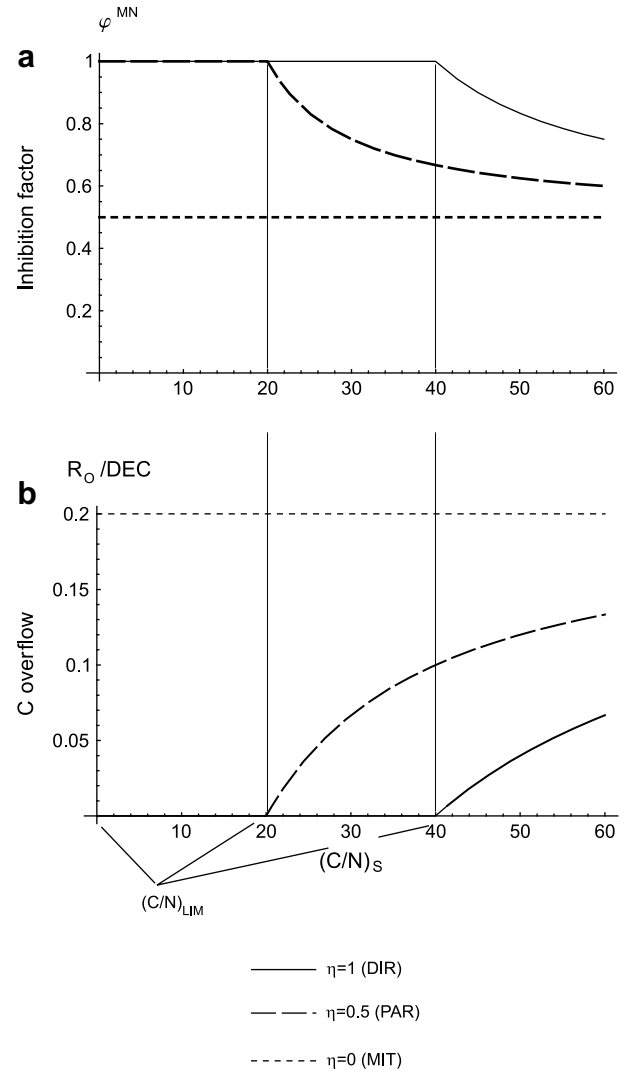 φ MN
a
1
0.8
0.6
0.4
0.2
Inhibition factor
10 20 30 40 50 60
R_O /DEC
b
0.2
0.15
0.1
0.05
C overflow
10 20 30 40 50 60
(C/N)_S
(C/N)_LIM
η=1 (DIR)
η=0.5 (PAR)
η=0 (MIT)